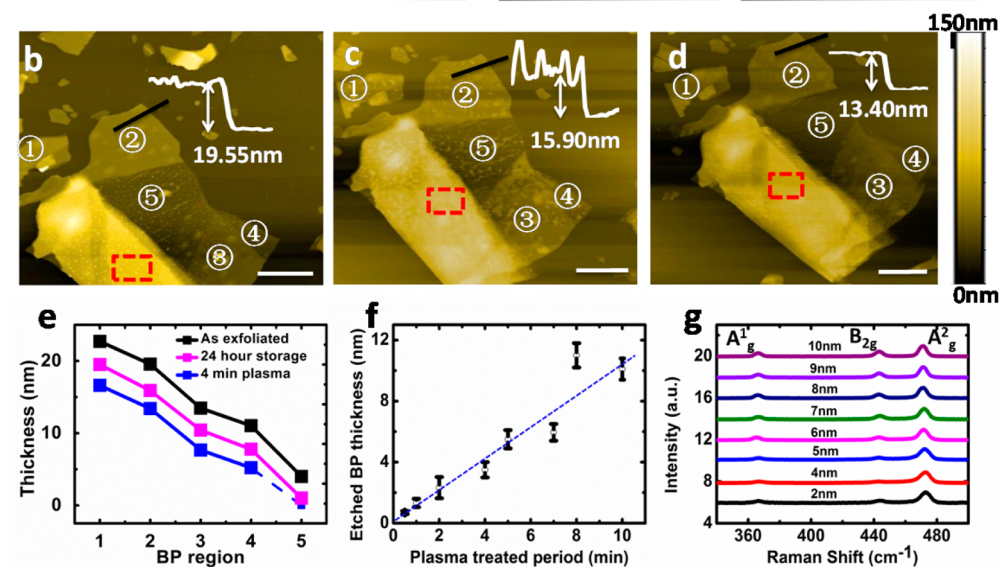 150nm
b
①
②
19.55nm
⑤
④
③
c
①
②
15.90nm
⑤
④
③
d
①
②
13.40nm
⑤
④
③
0nm
e
As exfoliated
24 hour storage
4 min plasma
Thickness (nm)
20
10
0
1 2 3 4 5
BP region
f
Etched BP thickness (nm)
12
8
4
0
0 2 4 6 8 10
Plasma treated period (min)
g
A¹g B₂g A²g
Intensity (a.u.)
20
16
12
8
4
10nm
9nm
8nm
7nm
6nm
5nm
4nm
2nm
360 400 440 480
Raman Shift (cm⁻¹)